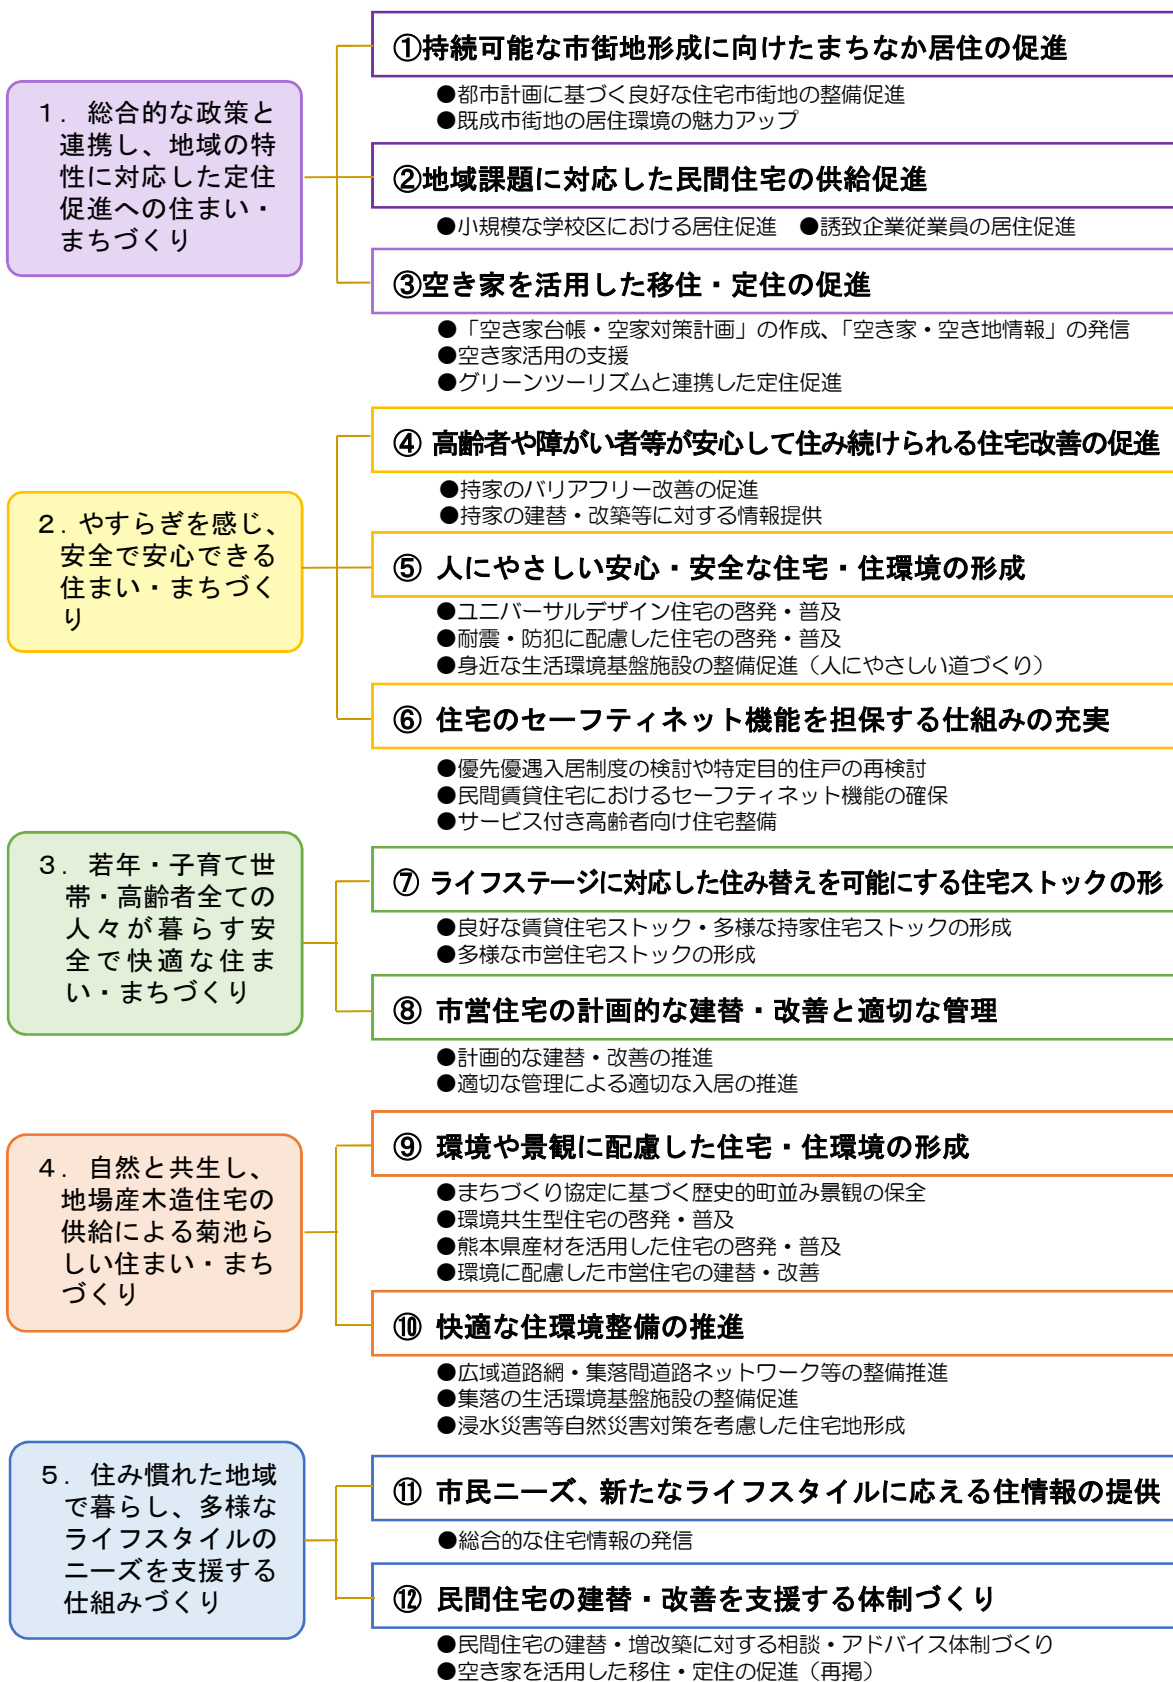 １．総合的な政策と
連携し、地域の特
性に対応した定住
促進への住まい・
まちづくり
①持続可能な市街地形成に向けたまちなか居住の促進
●都市計画に基づく良好な住宅市街地の整備促進
●既成市街地の居住環境の魅力アップ
②地域課題に対応した民間住宅の供給促進
●小規模な学校区における居住促進　●誘致企業従業員の居住促進
③空き家を活用した移住・定住の促進
●「空き家台帳・空家対策計画」の作成、「空き家・空き地情報」の発信
●空き家活用の支援
●グリーンツーリズムと連携した定住促進
２．やすらぎを感じ、
安全で安心できる
住まい・まちづく
り
④ 高齢者や障がい者等が安心して住み続けられる住宅改善の促進
●持家のバリアフリー改善の促進
●持家の建替・改築等に対する情報提供
⑤ 人にやさしい安心・安全な住宅・住環境の形成
●ユニバーサルデザイン住宅の啓発・普及
●耐震・防犯に配慮した住宅の啓発・普及
●身近な生活環境基盤施設の整備促進（人にやさしい道づくり）
⑥ 住宅のセーフティネット機能を担保する仕組みの充実
●優先優遇入居制度の検討や特定目的住戸の再検討
●民間賃貸住宅におけるセーフティネット機能の確保
●サービス付き高齢者向け住宅整備
３．若年・子育て世
帯・高齢者全ての
人々が暮らす安
全で快適な住ま
い・まちづくり
⑦ ライフステージに対応した住み替えを可能にする住宅ストックの形
●良好な賃貸住宅ストック・多様な持家住宅ストックの形成
●多様な市営住宅ストックの形成
⑧ 市営住宅の計画的な建替・改善と適切な管理
●計画的な建替・改善の推進
●適切な管理による適切な入居の推進
４．自然と共生し、
地場産木造住宅の
供給による菊池ら
しい住まい・まち
づくり
⑨ 環境や景観に配慮した住宅・住環境の形成
●まちづくり協定に基づく歴史的町並み景観の保全
●環境共生型住宅の啓発・普及
●熊本県産材を活用した住宅の啓発・普及
●環境に配慮した市営住宅の建替・改善
⑩ 快適な住環境整備の推進
●広域道路網・集落間道路ネットワーク等の整備推進
●集落の生活環境基盤施設の整備促進
●浸水災害等自然災害対策を考慮した住宅地形成
５．住み慣れた地域
で暮らし、多様な
ライフスタイルの
ニーズを支援する
仕組みづくり
⑪ 市民ニーズ、新たなライフスタイルに応える住情報の提供
●総合的な住宅情報の発信
⑫ 民間住宅の建替・改善を支援する体制づくり
●民間住宅の建替・増改築に対する相談・アドバイス体制づくり
●空き家を活用した移住・定住の促進（再掲）